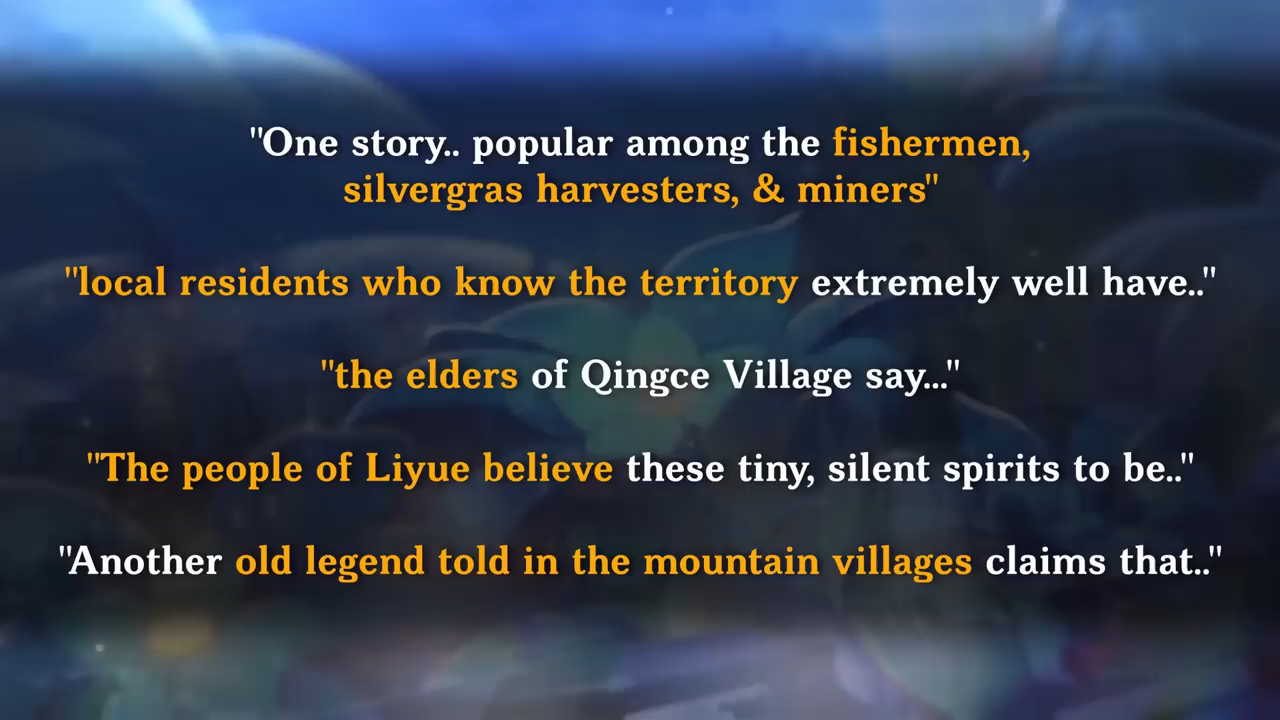 "One story.. popular among the fishermen,
silvergras harvesters, & miners"
"local residents who know the territory extremely well have.."
"the elders of Qingce Village say..."
"The people of Liyue believe these tiny, silent spirits to be.."
"Another old legend told in the mountain villages claims that.."